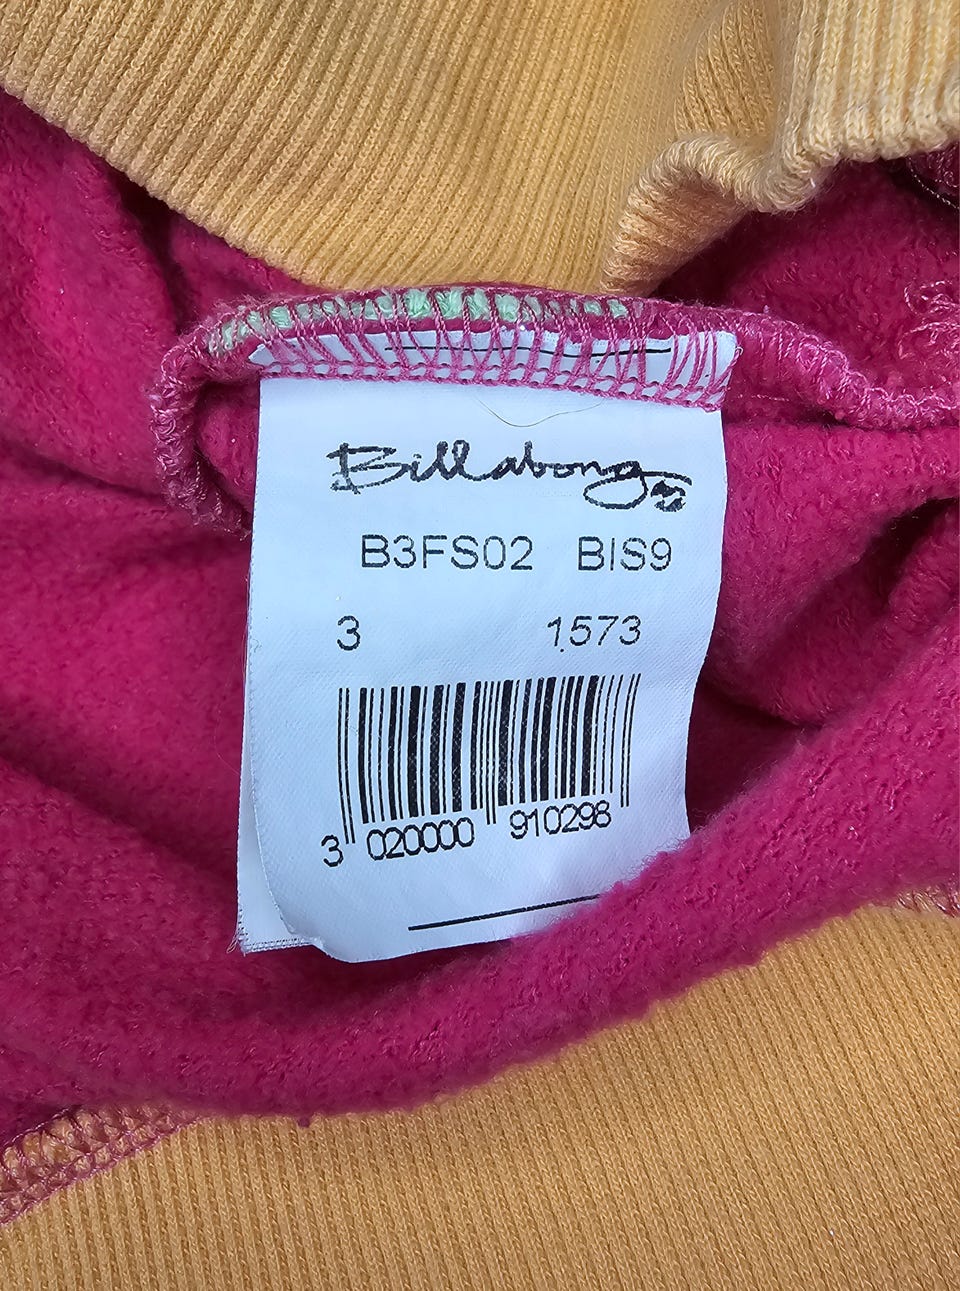 Billabong
B3FS02 BIS9
3 1573
3 020000 910298